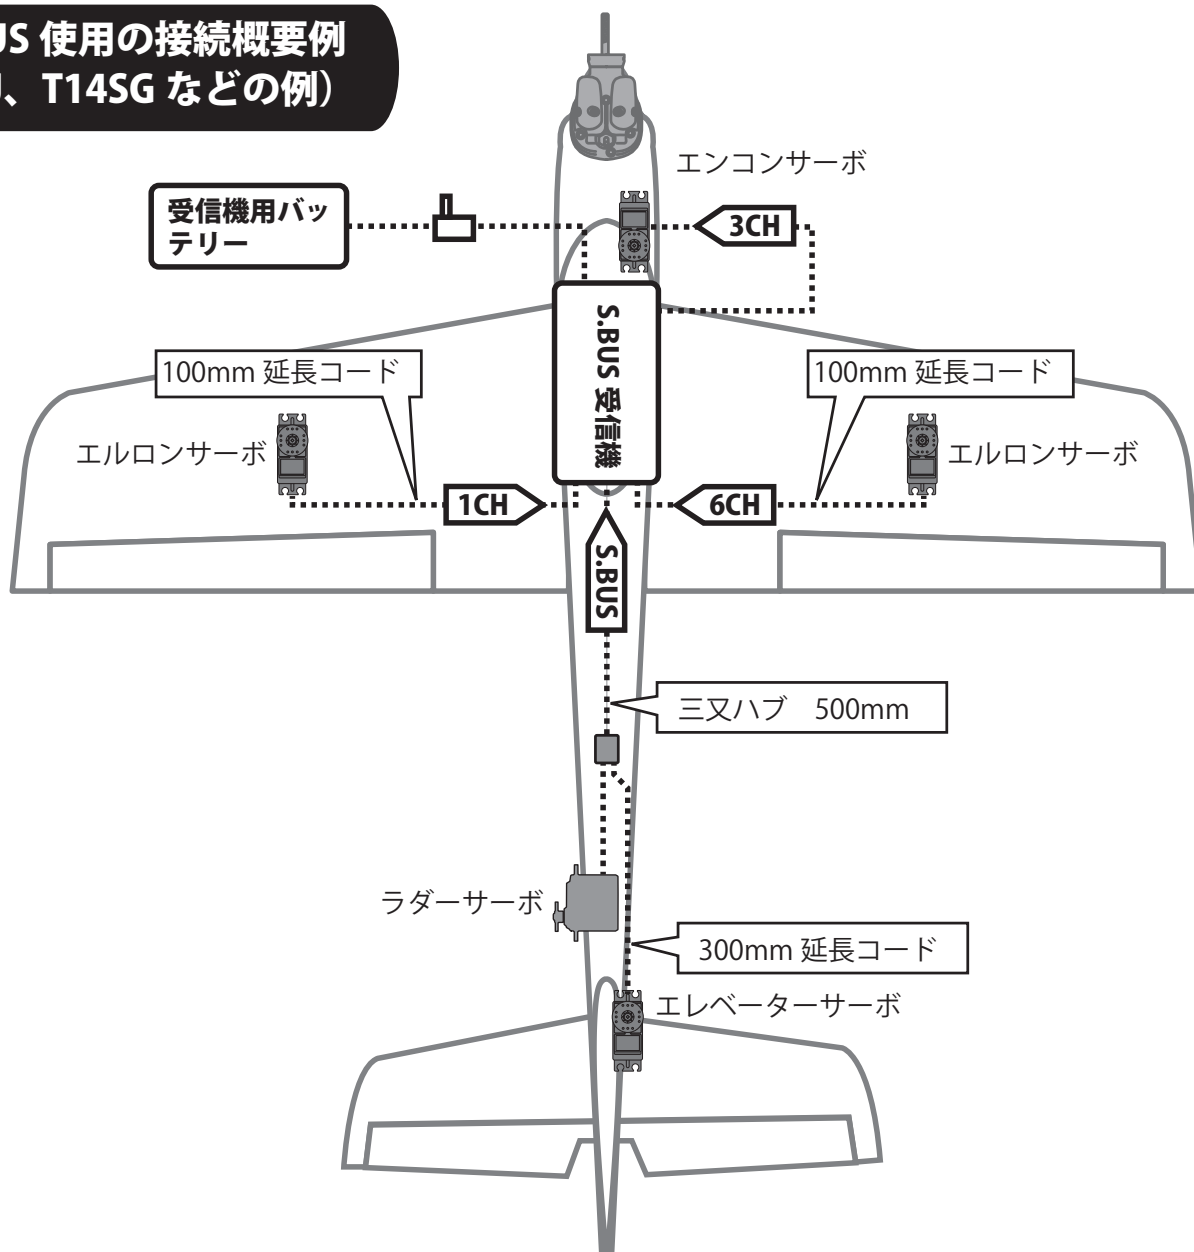 US 使用の接続概要例
、T14SG などの例）
エンコンサーボ
受信機用バッ
テリー
3CH
S.BUS 受信機
100mm 延長コード
100mm 延長コード
エルロンサーボ
エルロンサーボ
1CH
6CH
S.BUS
三又ハブ　500mm
ラダーサーボ
300mm 延長コード
エレベーターサーボ